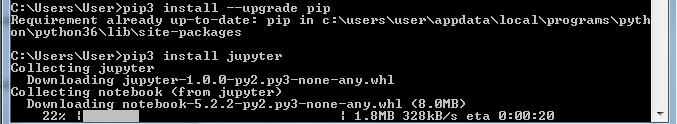 C:\Users\User>pip3 install --upgrade pip
Requirement already up-to-date: pip in c:\users\user\appdata\local\programs\pyth
on\python36\lib\site-packages
C:\Users\User>pip3 install jupyter
Collecting jupyter
  Downloading jupyter-1.0.0-py2.py3-none-any.whl
Collecting notebook (from jupyter)
  Downloading notebook-5.2.2-py2.py3-none-any.whl (8.0MB)
    22% |                                | 1.8MB 328kB/s eta 0:00:20